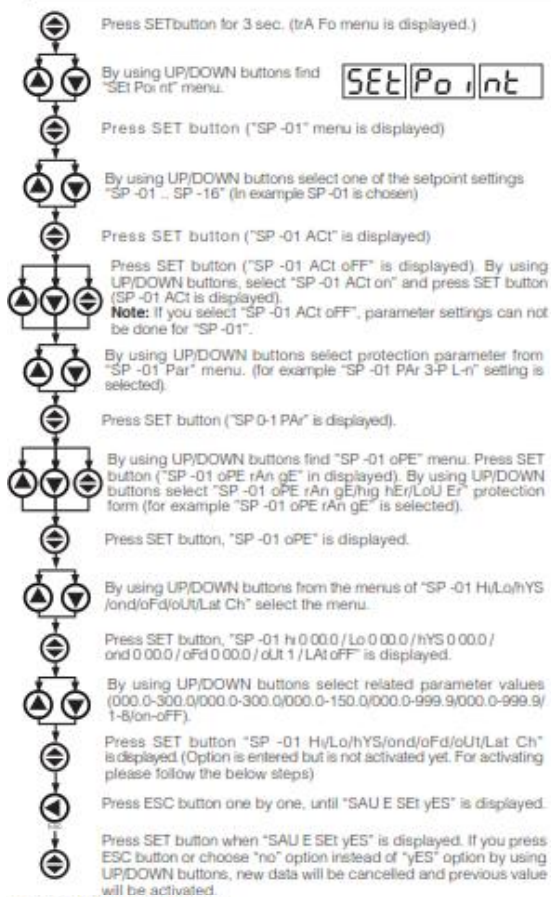 Press SETbutton for 3 sec. (trA Fo menu is displayed.)
By using UP/DOWN buttons find
"SEt Poi nt" menu.
SEt Po i nt
Press SET button ("SP -01" menu is displayed)
By using UP/DOWN buttons select one of the setpoint settings
"SP -01 .. SP -16" (In example SP -01 is chosen)
Press SET button ("SP -01 ACt" is displayed)
Press SET button ("SP -01 ACt oFF" is displayed). By using
UP/DOWN buttons, select "SP -01 ACt on" and press SET button
(SP -01 ACt is displayed).
Note: If you select "SP -01 ACt oFF", parameter settings can not
be done for "SP -01".
By using UP/DOWN buttons select protection parameter from
"SP -01 Par" menu. (for example "SP -01 PAr 3-P L-n" setting is
selected).
Press SET button ("SP 0-1 PAr" is displayed).
By using UP/DOWN buttons find "SP -01 oPE" menu. Press SET
button ("SP -01 oPE rAn gE" in displayed). By using UP/DOWN
buttons select "SP -01 oPE rAn gE/hig hEr/LoU Er" protection
form (for example "SP -01 oPE rAn gE" is selected).
Press SET button, "SP -01 oPE" is displayed.
By using UP/DOWN buttons from the menus of "SP -01 Hi/Lo/hYS
/ond/oFd/oUt/Lat Ch" select the menu.
Press SET button, "SP -01 hi 0 00.0 / Lo 0 00.0 / hYS 0 00.0 /
ond 0 00.0 / oFd 0 00.0 / oUt 1 / LAt oFF" is displayed.
By using UP/DOWN buttons select related parameter values
(000.0-300.0/000.0-300.0/000.0-150.0/000.0-999.9/000.0-999.9/
1-8/on-oFF).
Press SET button "SP -01 Hi/Lo/hYS/ond/oFd/oUt/Lat Ch"
is displayed. (Option is entered but is not activated yet. For activating
please follow the below steps)
Press ESC button one by one, until "SAU E SEt yES" is displayed.
ESC
Press SET button when "SAU E SEt yES" is displayed. If you press
ESC button or choose "no" option instead of "yES" option by using
UP/DOWN buttons, new data will be cancelled and previous value
will be activated.